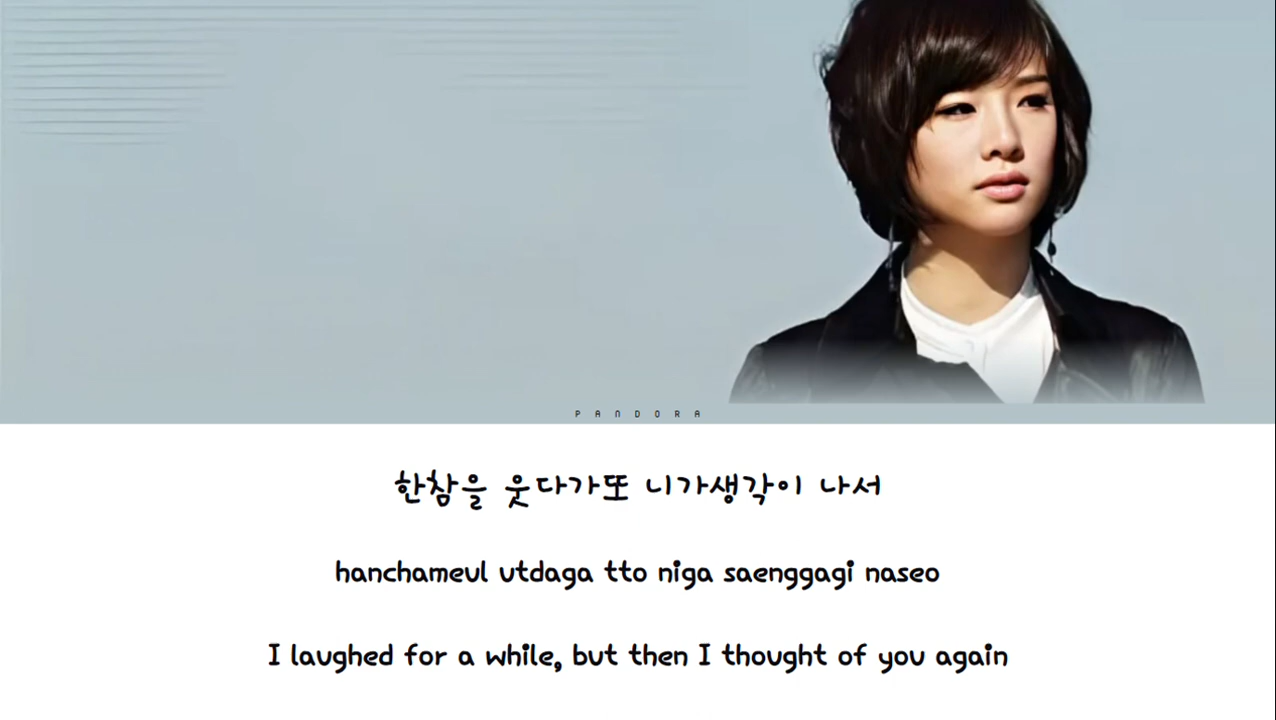 PANDORA
한참을 웃다가또 니가생각이 나서
hanchameul utdaga tto niga saenggagi naseo
I laughed for a while, but then I thought of you again